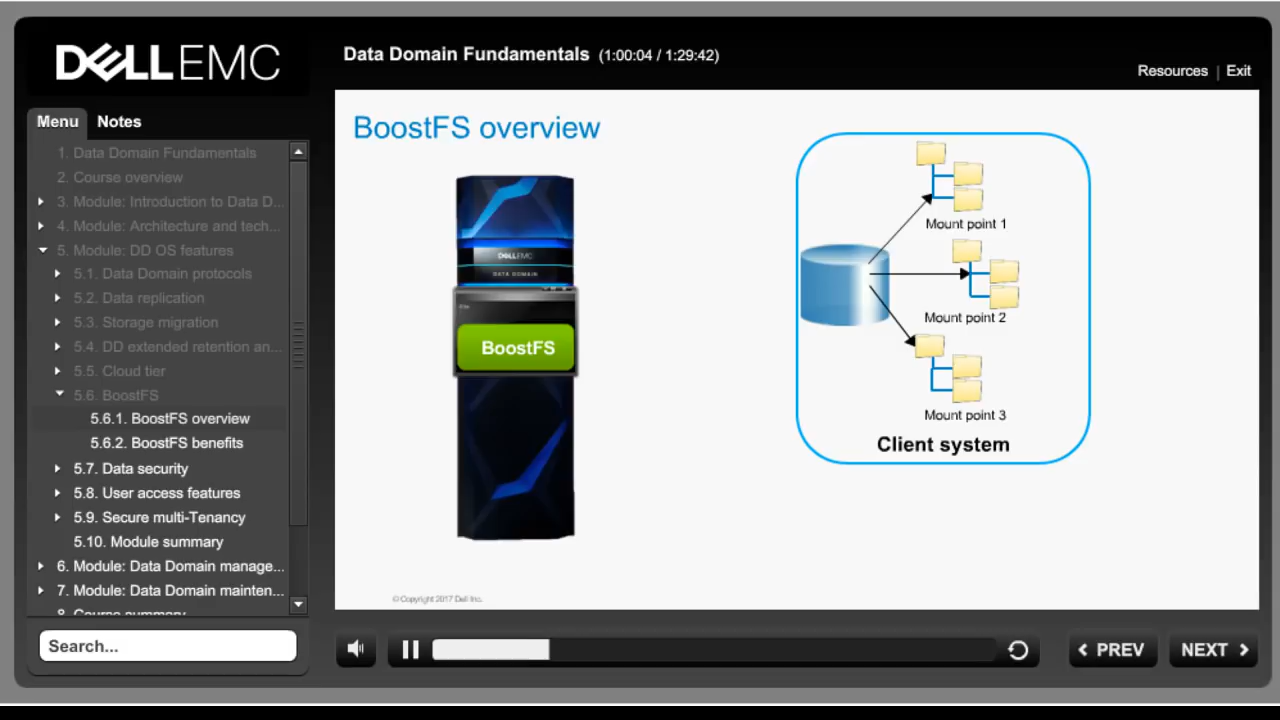 DELLEMC
Data Domain Fundamentals (1:00:04 / 1:29:42)
Resources | Exit
Menu Notes
1. Data Domain Fundamentals
2. Course overview
3. Module: Introduction to Data D...
4. Module: Architecture and tech...
5. Module: DD OS features
5.1. Data Domain protocols
5.2. Data replication
5.3. Storage migration
5.4. DD extended retention an...
5.5. Cloud tier
5.6. BoostFS
5.6.1. BoostFS overview
5.6.2. BoostFS benefits
5.7. Data security
5.8. User access features
5.9. Secure multi-Tenancy
5.10. Module summary
6. Module: Data Domain manage...
7. Module: Data Domain mainten...
8. Course summary
Search...
BoostFS overview
DELLEMC
DATA DOMAIN
BoostFS
Mount point 1
Mount point 2
Mount point 3
Client system
© Copyright 2017 Dell Inc.
PREV
NEXT